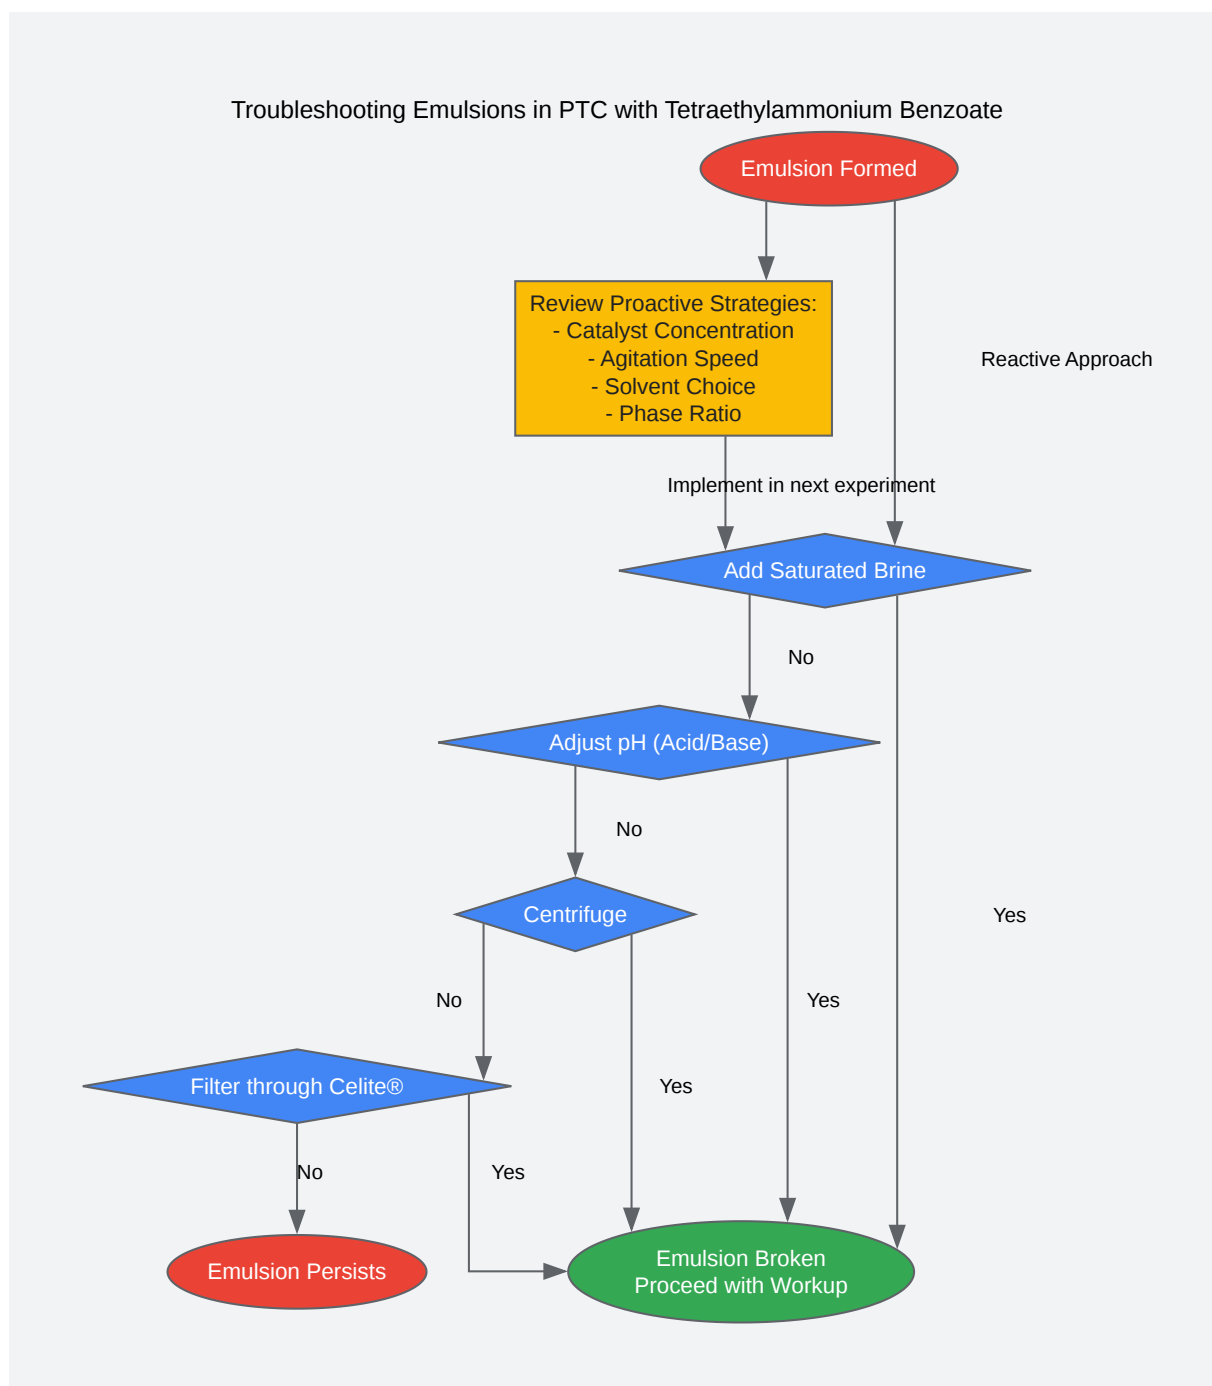 Troubleshooting Emulsions in PTC with Tetraethylammonium Benzoate
Emulsion Formed
Review Proactive Strategies:
- Catalyst Concentration
- Agitation Speed
- Solvent Choice
- Phase Ratio
Reactive Approach
Implement in next experiment
Add Saturated Brine
No
Adjust pH (Acid/Base)
No
Centrifuge
Yes
No
Yes
Filter through Celite®
Yes
No
Yes
Emulsion Persists
Emulsion Broken
Proceed with Workup